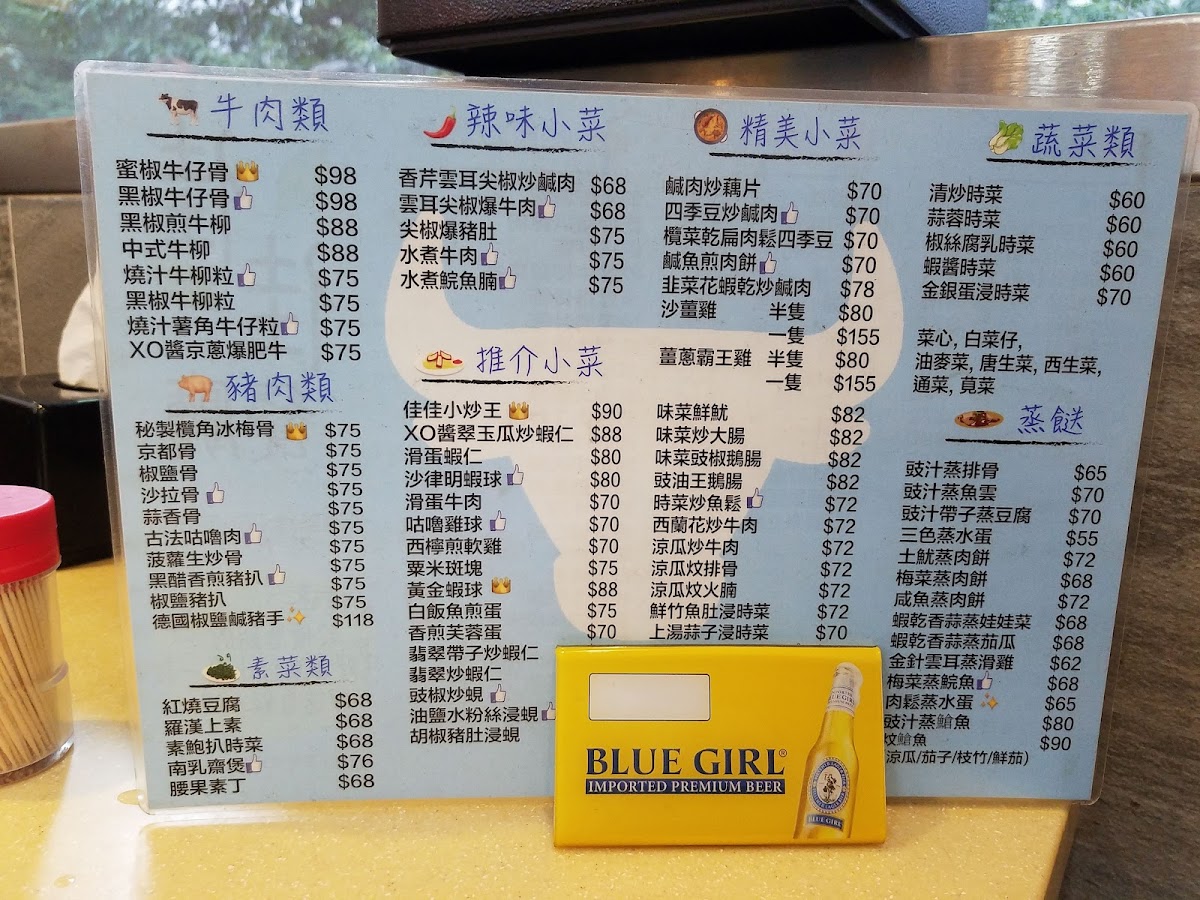 牛肉類
蜜椒牛仔骨 $98
黑椒牛仔骨 $98
黑椒煎牛柳 $88
中式牛柳 $88
燒汁牛柳粒 $75
黑椒牛柳粒 $75
燒汁薯角牛仔粒 $75
XO醬京蔥爆肥牛 $75
豬肉類
秘製欖角冰梅骨 $75
京都骨 $75
椒鹽骨 $75
沙拉骨 $75
蒜香骨 $75
古法咕嚕肉 $75
菠蘿生炒骨 $75
黑醋香煎豬扒 $75
椒鹽豬扒 $75
德國椒鹽鹹豬手 $118
素菜類
紅燒豆腐 $68
羅漢上素 $68
素鮑扒時菜 $68
南乳齋煲 $76
腰果素丁 $68
辣味小菜
香芹雲耳尖椒炒鹹肉 $68
雲耳尖椒爆牛肉 $68
尖椒爆豬肚 $75
水煮牛肉 $75
水煮鯇魚腩 $75
推介小菜
佳佳小炒王 $90
XO醬翠玉瓜炒蝦仁 $88
滑蛋蝦仁 $80
沙律明蝦球 $80
滑蛋牛肉 $70
咕嚕雞球 $70
西檸煎軟雞 $70
粟米斑塊 $75
黃金蝦球 $88
白飯魚煎蛋 $75
香煎芙蓉蛋 $70
翡翠帶子炒蝦仁
翡翠炒蝦仁
豉椒炒蜆
油鹽水粉絲浸蜆
胡椒豬肚浸蜆
精美小菜
鹹肉炒藕片 $70
四季豆炒鹹肉 $70
欖菜乾扁肉鬆四季豆 $70
鹹魚煎肉餅 $70
韭菜花蝦乾炒鹹肉 $78
沙薑雞 半隻 $80
一隻 $155
薑蔥霸王雞 半隻 $80
一隻 $155
味菜鮮魷 $82
味菜炒大腸 $82
味菜豉椒鵝腸 $82
豉油王鵝腸 $82
時菜炒魚鬆 $72
西蘭花炒牛肉 $72
涼瓜炒牛肉 $72
涼瓜炆排骨 $72
涼瓜炆火腩 $72
鮮竹魚肚浸時菜 $72
上湯蒜子浸時菜 $70
蔬菜類
清炒時菜 $60
蒜蓉時菜 $60
椒絲腐乳時菜 $60
蝦醬時菜 $60
金銀蛋浸時菜 $70
菜心, 白菜仔,
油麥菜, 唐生菜, 西生菜,
通菜, 莧菜
蒸餸
豉汁蒸排骨 $65
豉汁蒸魚雲 $70
豉汁帶子蒸豆腐 $70
三色蒸水蛋 $55
土魷蒸肉餅 $72
梅菜蒸肉餅 $68
咸魚蒸肉餅 $72
蝦乾香蒜蒸娃娃菜 $68
蝦乾香蒜蒸茄瓜 $68
金針雲耳蒸滑雞 $62
梅菜蒸鯇魚 $68
肉鬆蒸水蛋 $65
豉汁蒸鯧魚 $80
炆鯧魚 $90
涼瓜/茄子/枝竹/鮮茄)
BLUE GIRL®
IMPORTED PREMIUM BEER
BLUE GIRL